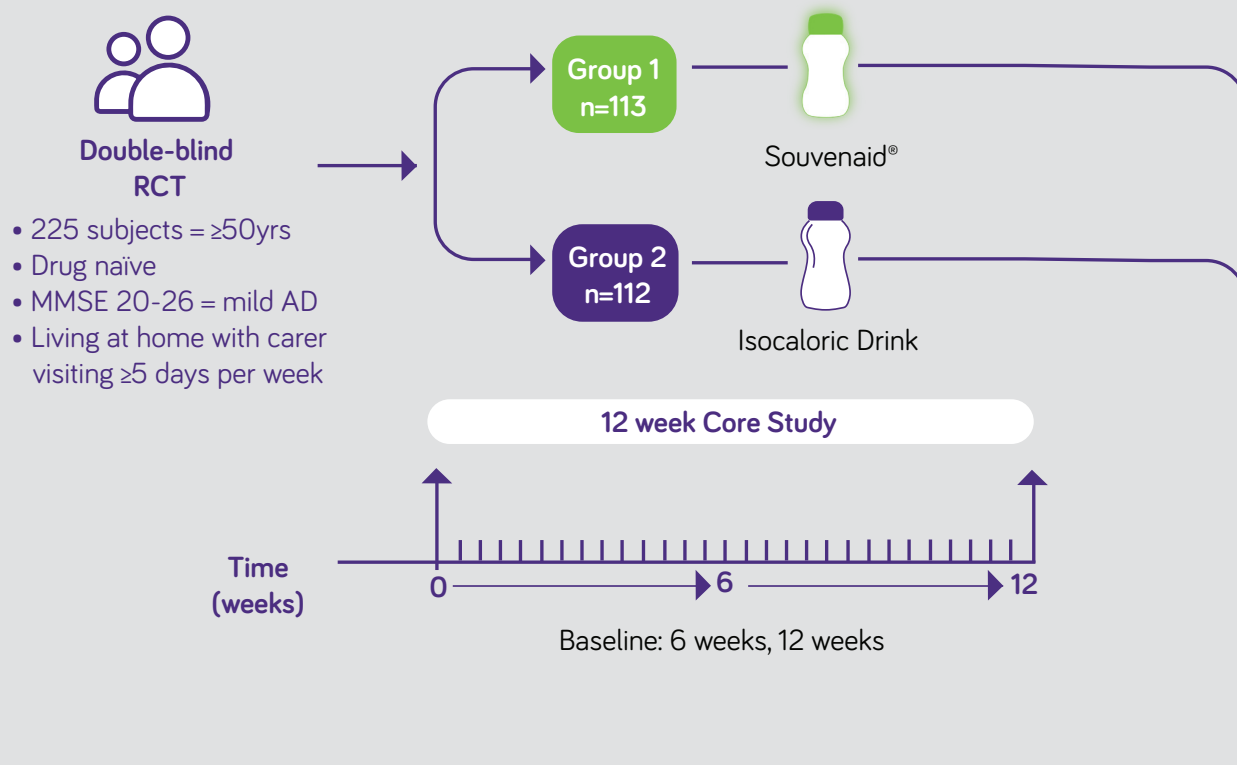 Double-blind
RCT
• 225 subjects = ≥50yrs
• Drug naïve
• MMSE 20-26 = mild AD
• Living at home with carer
visiting ≥5 days per week
Group 1
n=113
Souvenaid®
Group 2
n=112
Isocaloric Drink
12 week Core Study
Time
(weeks)
0 6 12
Baseline: 6 weeks, 12 weeks